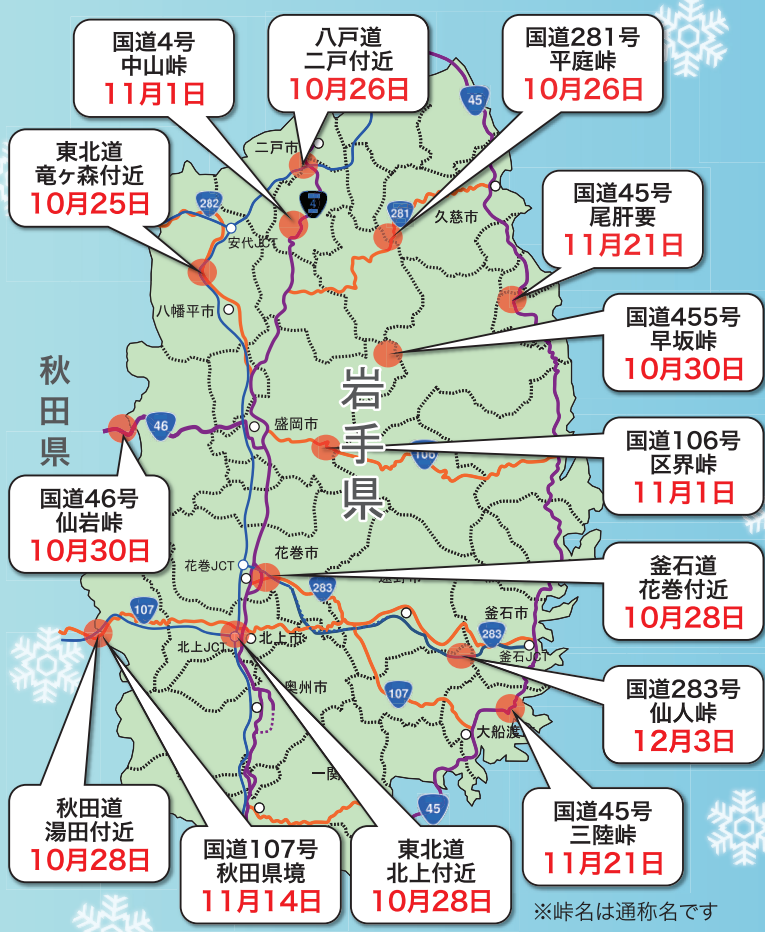 国道4号
中山峠
11月1日
八戸道
二戸付近
10月26日
国道281号
平庭峠
10月26日
45
東北道
竜ヶ森付近
10月25日
二戸市
282
4
281
久慈市
安代JCT
国道45号
尾肝要
11月21日
八幡平市
国道455号
早坂峠
10月30日
秋田県
岩手県
46
盛岡市
106
国道106号
区界峠
11月1日
国道46号
仙岩峠
10月30日
花巻JCT
花巻市
283
遠野市
釜石道
花巻付近
10月28日
107
北上JCT
北上市
釜石市
283
釜石JCT
奥州市
107
国道283号
仙人峠
12月3日
大船渡
一関
45
秋田道
湯田付近
10月28日
国道107号
秋田県境
11月14日
東北道
北上付近
10月28日
国道45号
三陸峠
11月21日
※峠名は通称名です